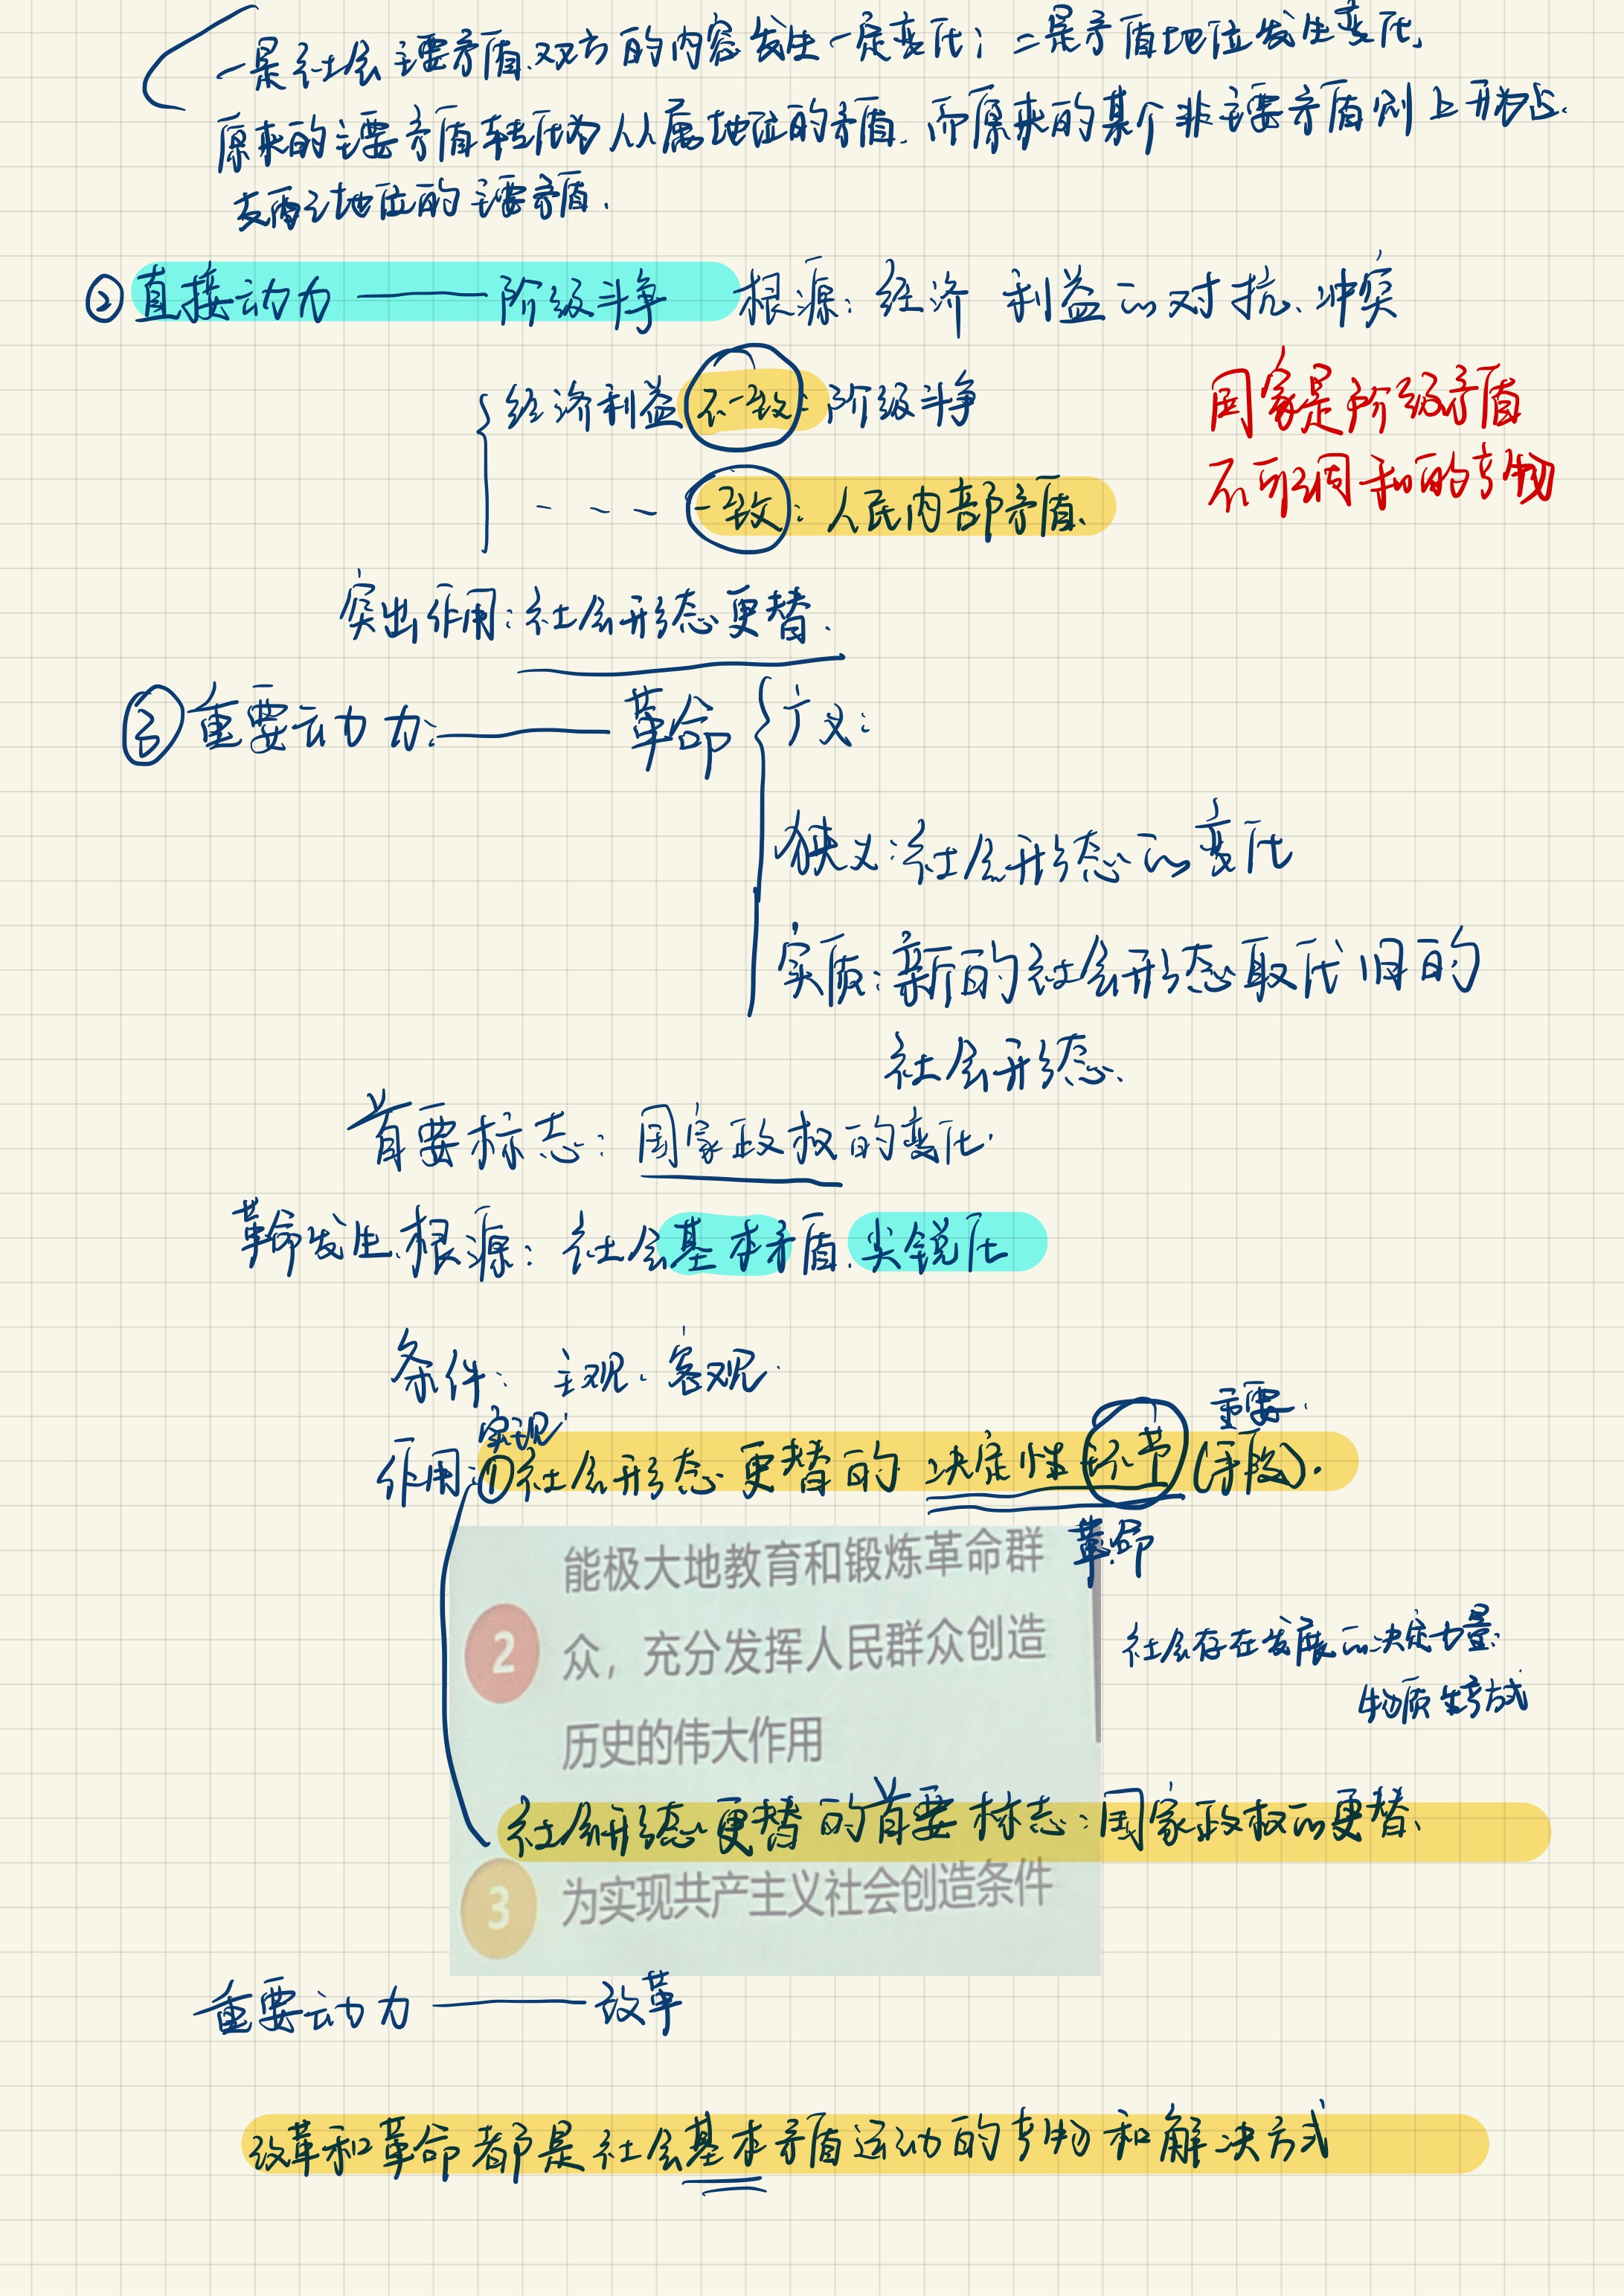 一是社会主要矛盾双方的内容发生一定变化；二是矛盾地位发生变化，
原来的主要矛盾转化为从属地位的矛盾，而原来的某个非主要矛盾则上升为占
支配地位的主要矛盾.
② 直接动力——阶级斗争 根源：经济利益的对抗、冲突
经济利益不一致：阶级斗争
国家是阶级矛盾
--- 一致：人民内部矛盾.
不可调和的产物
突出作用：社会形态更替.
③ 重要动力：——革命 广义：
狭义：社会形态的变化
实质：新的社会形态取代旧的
社会形态.
首要标志：国家政权的变化.
革命发生根源：社会基本矛盾尖锐化
条件：主观、客观.
实现
重要.
作用：①社会形态更替的决定性环节（手段）.
革命
能极大地教育和锻炼革命群
2 众，充分发挥人民群众创造
历史的伟大作用
社会存在发展的决定力量：
物质生产方式
社会形态更替的首要标志：国家政权的更替.
3 为实现共产主义社会创造条件
重要动力——改革
改革和革命都是社会基本矛盾运动的产物和解决方式